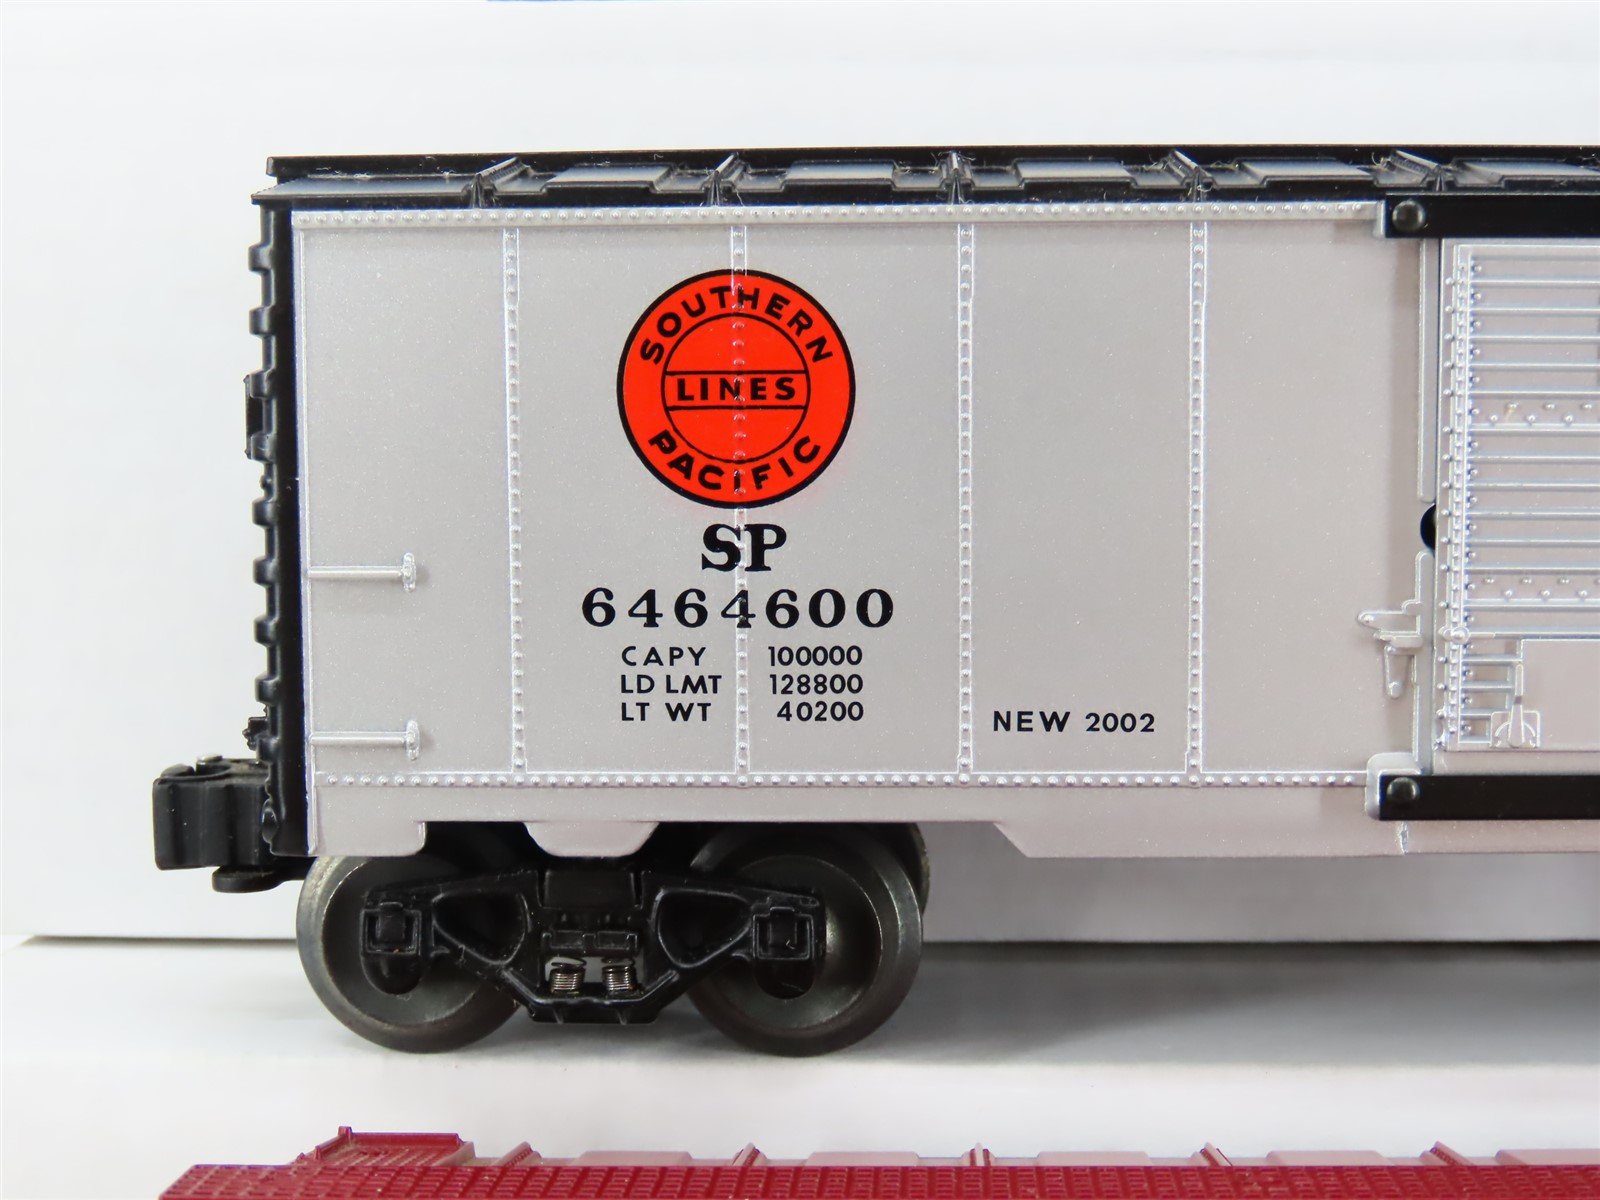 SOUTHERN
LINES
PACIFIC
SP
6464600
CAPY 100000
LD LMT 128800
LT WT 40200
NEW 2002